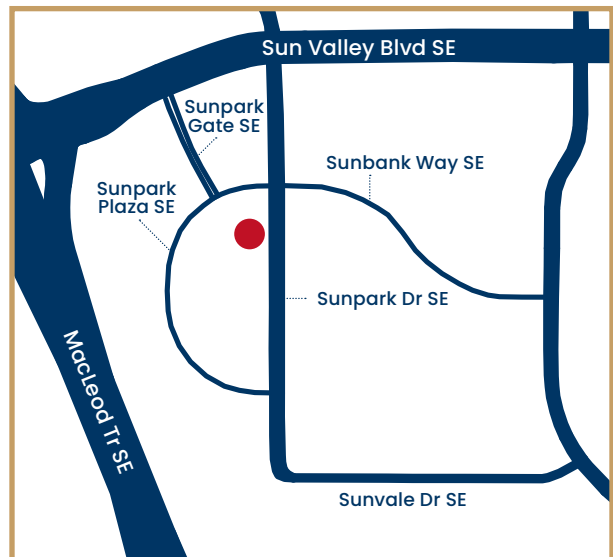 Sun Valley Blvd SE
Sunpark
Gate SE
Sunbank Way SE
Sunpark
Plaza SE
Sunpark Dr SE
MacLeod Tr SE
Sunvale Dr SE